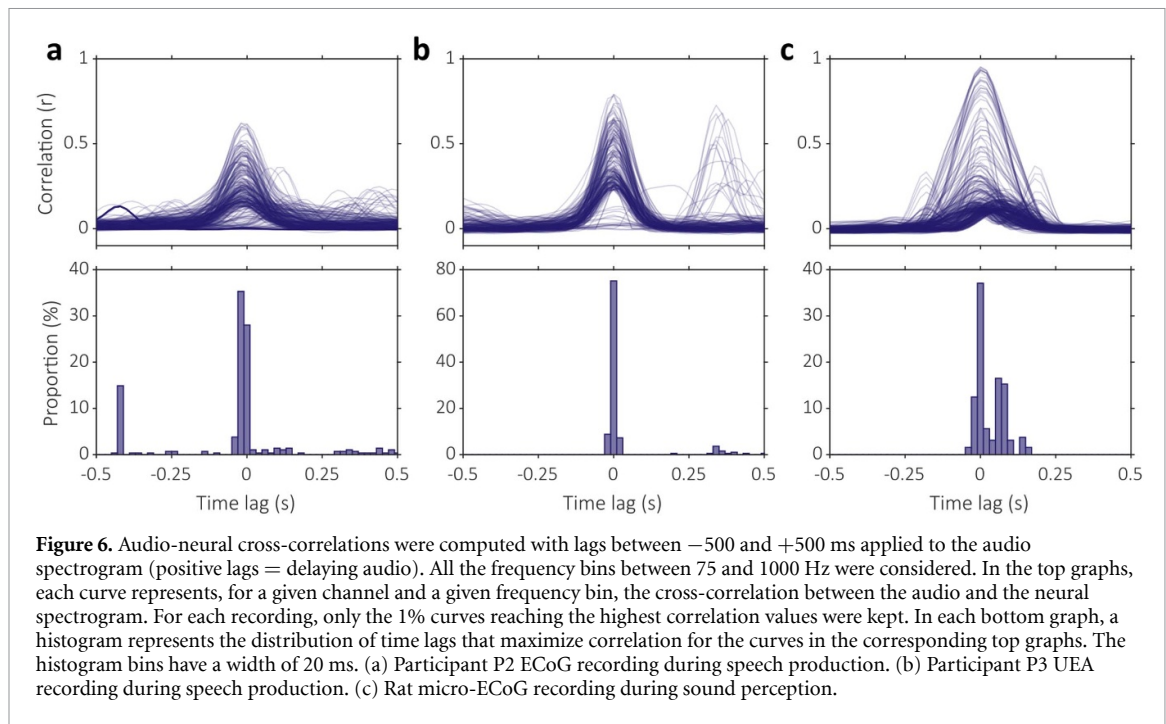 a
b
c
1
0.5
0
Correlation (r)
40
30
20
10
0
Proportion (%)
80
60
40
20
0
40
30
20
10
0
-0.5 -0.25 0 0.25 0.5
-0.5 -0.25 0 0.25 0.5
-0.5 -0.25 0 0.25 0.5
Time lag (s)
Time lag (s)
Time lag (s)
Figure 6. Audio-neural cross-correlations were computed with lags between −500 and +500 ms applied to the audio
spectrogram (positive lags = delaying audio). All the frequency bins between 75 and 1000 Hz were considered. In the top graphs,
each curve represents, for a given channel and a given frequency bin, the cross-correlation between the audio and the neural
spectrogram. For each recording, only the 1% curves reaching the highest correlation values were kept. In each bottom graph, a
histogram represents the distribution of time lags that maximize correlation for the curves in the corresponding top graphs. The
histogram bins have a width of 20 ms. (a) Participant P2 ECoG recording during speech production. (b) Participant P3 UEA
recording during speech production. (c) Rat micro-ECoG recording during sound perception.